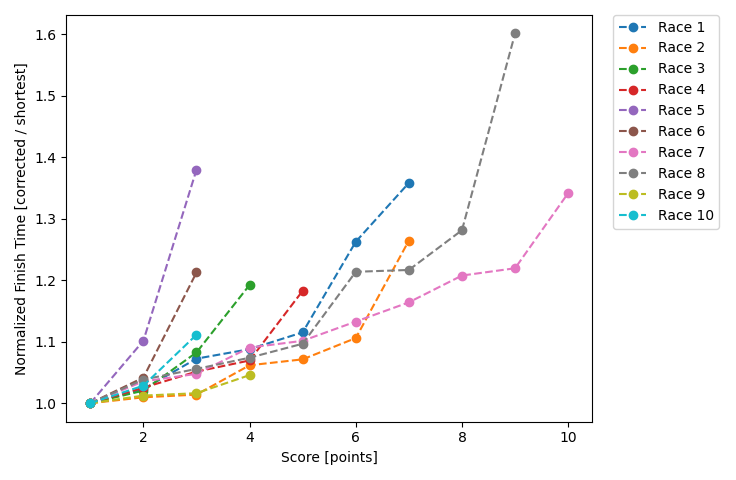 Normalized Finish Time [corrected / shortest]
1.6
1.5
1.4
1.3
1.2
1.1
1.0
2
4
6
8
10
Score [points]
Race 1
Race 2
Race 3
Race 4
Race 5
Race 6
Race 7
Race 8
Race 9
Race 10